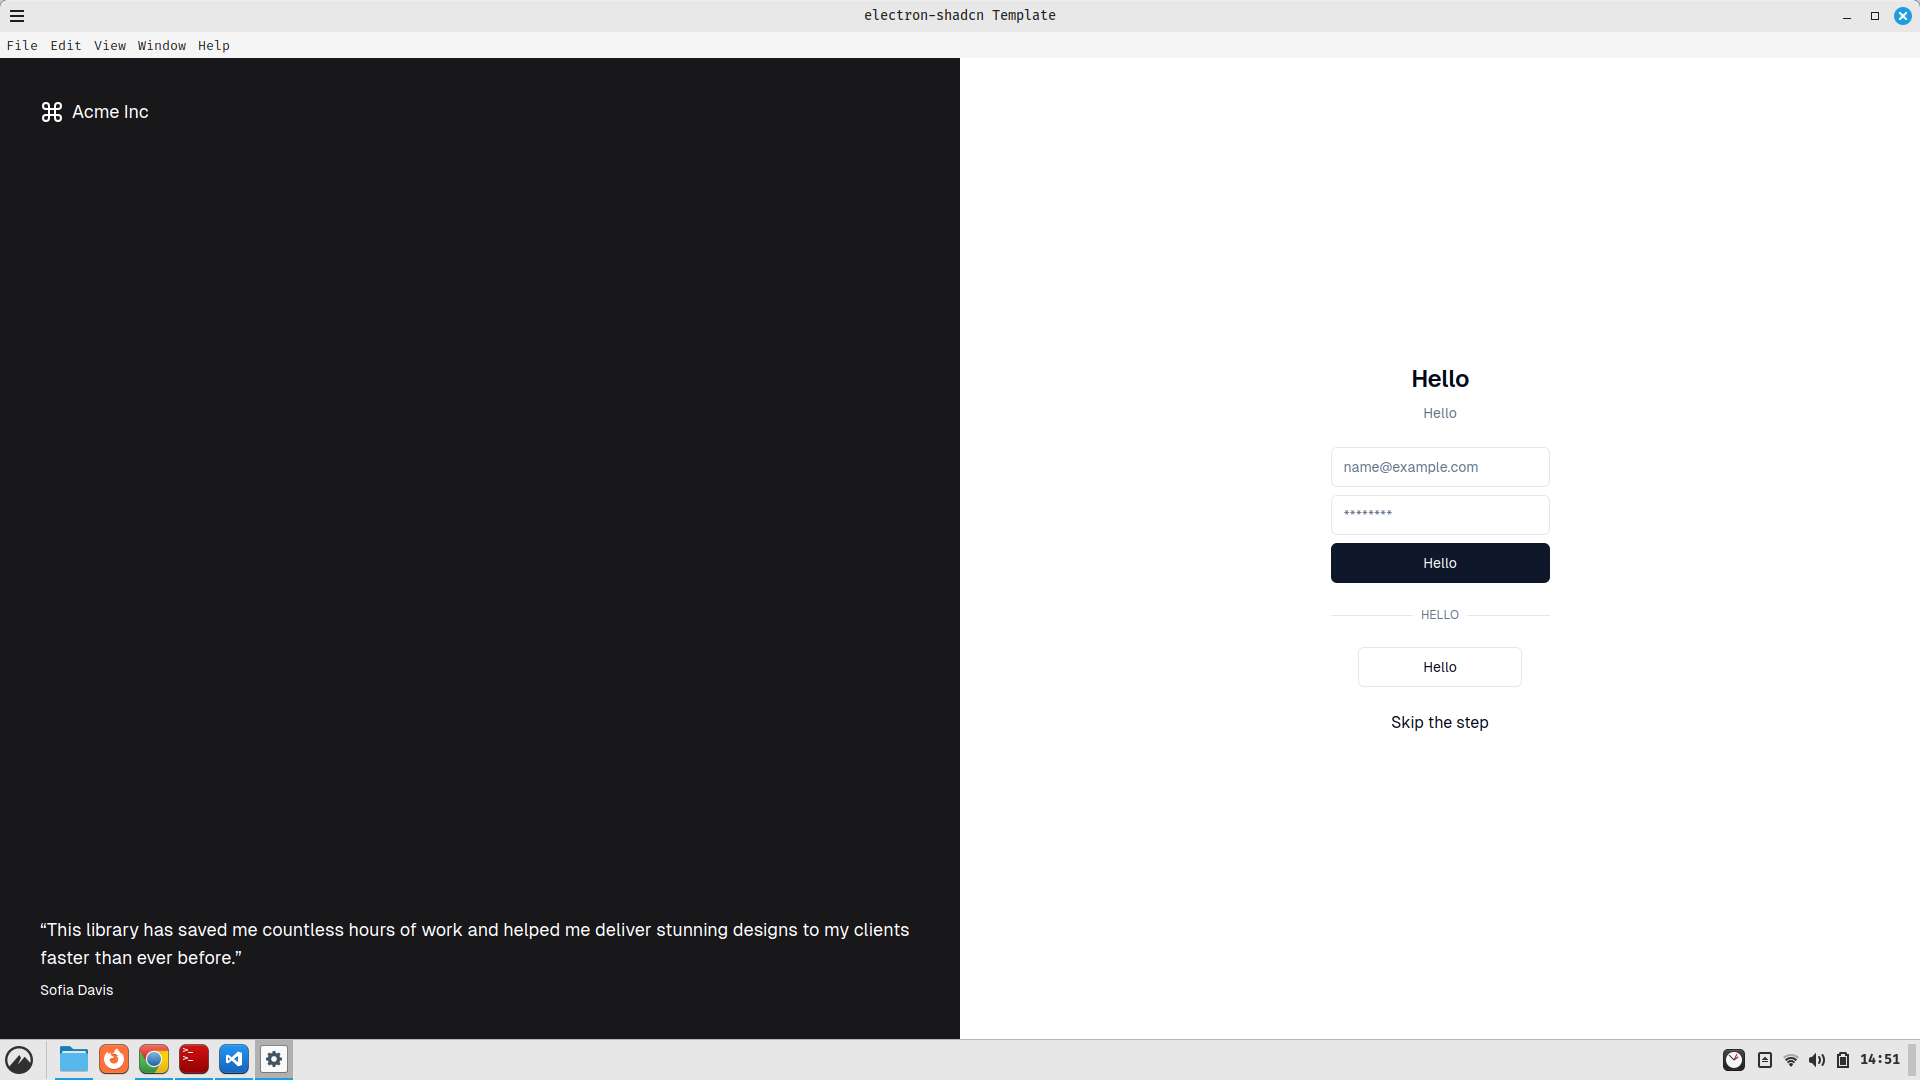 electron-shadcn Template
File Edit View Window Help
Acme Inc
“This library has saved me countless hours of work and helped me deliver stunning designs to my clients
faster than ever before.”
Sofia Davis
Hello
Hello
name@example.com
********
Hello
HELLO
Hello
Skip the step
14:51